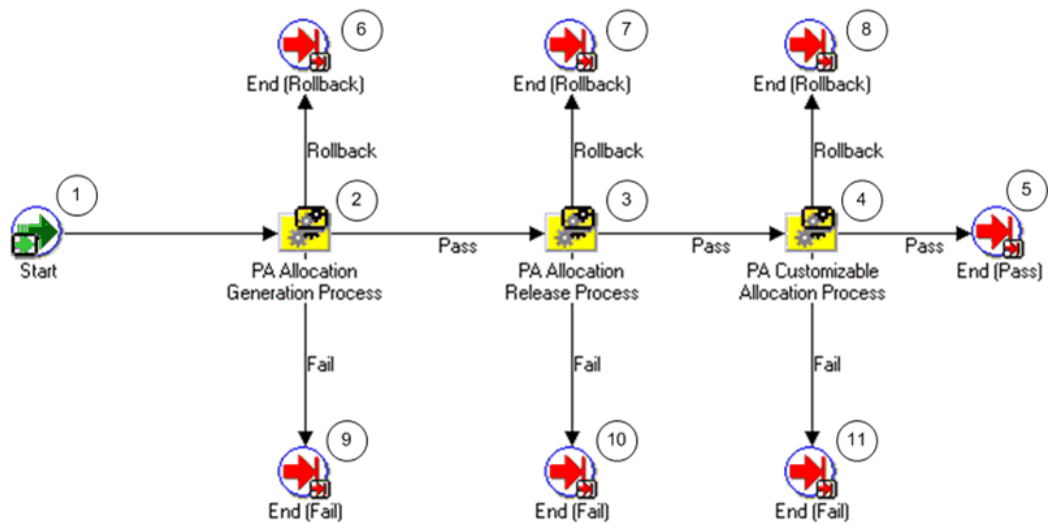 6
7
8
End (Rollback)
End (Rollback)
End (Rollback)
Rollback
Rollback
Rollback
1
2
3
4
5
Start
Pass
Pass
Pass
PA Allocation
Generation Process
PA Allocation
Release Process
PA Customizable
Allocation Process
End (Pass)
Fail
Fail
Fail
9
10
11
End (Fail)
End (Fail)
End (Fail)